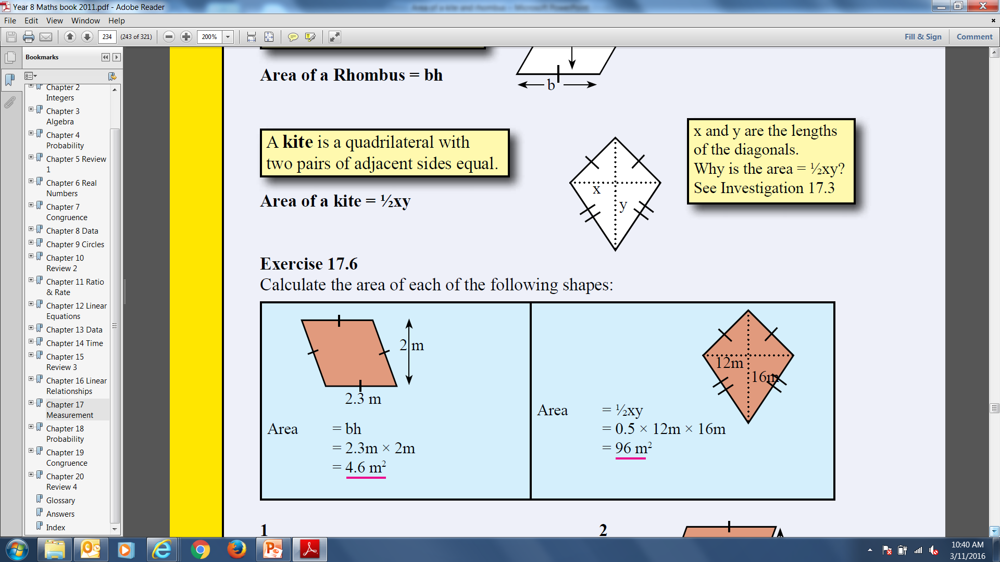 Year 8 Maths book 2011.pdf - Adobe Reader
Area of a kite and rhombus - Microsoft PowerPoint
File Edit View Window Help
234 (243 of 321) 200% Fill & Sign Comment
Bookmarks
Chapter 2
Integers
Chapter 3
Algebra
Chapter 4
Probability
Chapter 5 Review
1
Chapter 6 Real
Numbers
Chapter 7
Congruence
Chapter 8 Data
Chapter 9 Circles
Chapter 10
Review 2
Chapter 11 Ratio
& Rate
Chapter 12 Linear
Equations
Chapter 13 Data
Chapter 14 Time
Chapter 15
Review 3
Chapter 16 Linear
Relationships
Chapter 17
Measurement
Chapter 18
Probability
Chapter 19
Congruence
Chapter 20
Review 4
Glossary
Answers
Index
Area of a Rhombus = bh
b
A kite is a quadrilateral with
two pairs of adjacent sides equal.
Area of a kite = ½xy
x
y
x and y are the lengths
of the diagonals.
Why is the area = ½xy?
See Investigation 17.3
Exercise 17.6
Calculate the area of each of the following shapes:
2 m
2.3 m
Area = bh
= 2.3m × 2m
= 4.6 m²
12m
16m
Area = ½xy
= 0.5 × 12m × 16m
= 96 m²
1
2
10:40 AM
3/11/2016